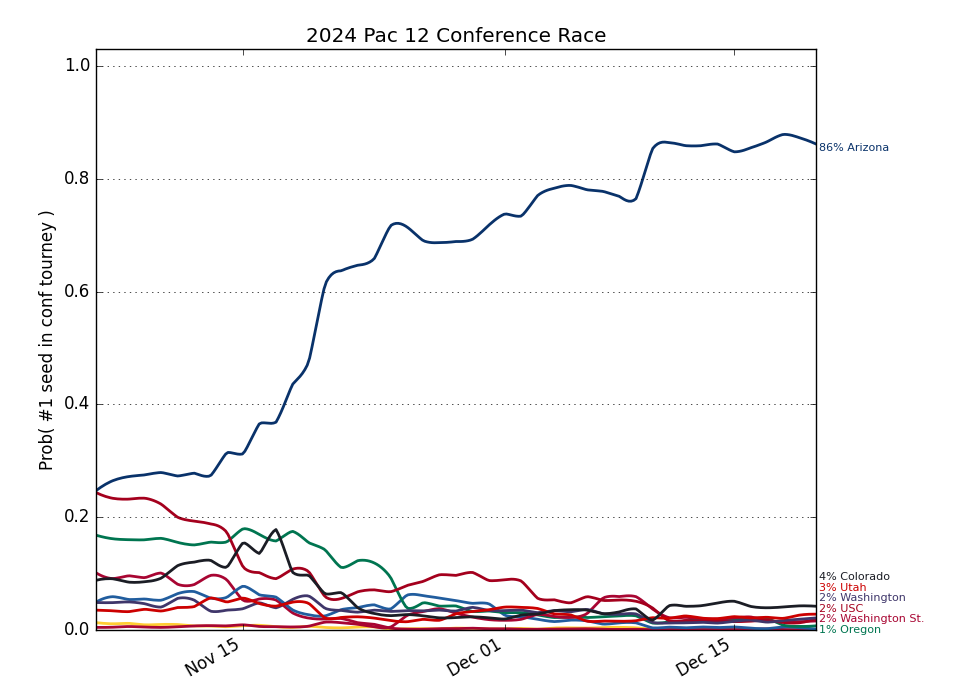 2024 Pac 12 Conference Race
Prob( #1 seed in conf tourney )
1.0
0.8
0.6
0.4
0.2
0.0
86% Arizona
4% Colorado
3% Utah
2% Washington
2% USC
2% Washington St.
1% Oregon
Nov 15
Dec 01
Dec 15